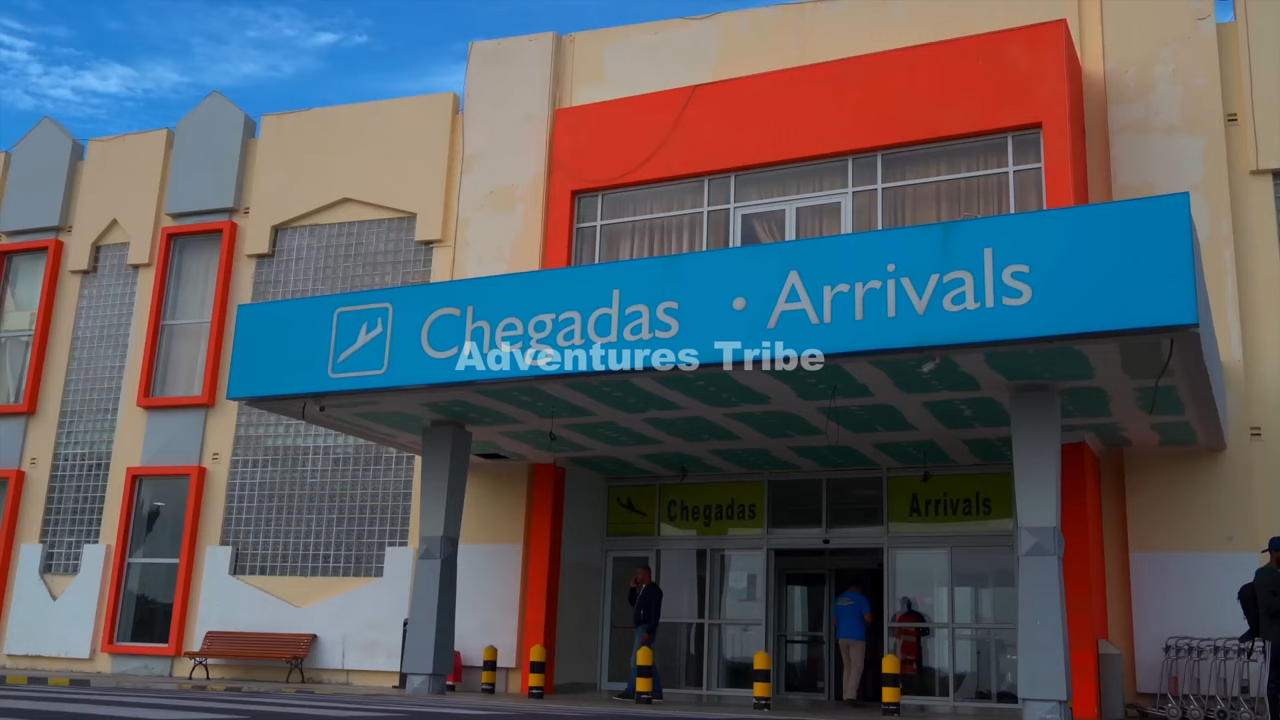 Chegadas • Arrivals
Adventures Tribe
Chegadas
Arrivals